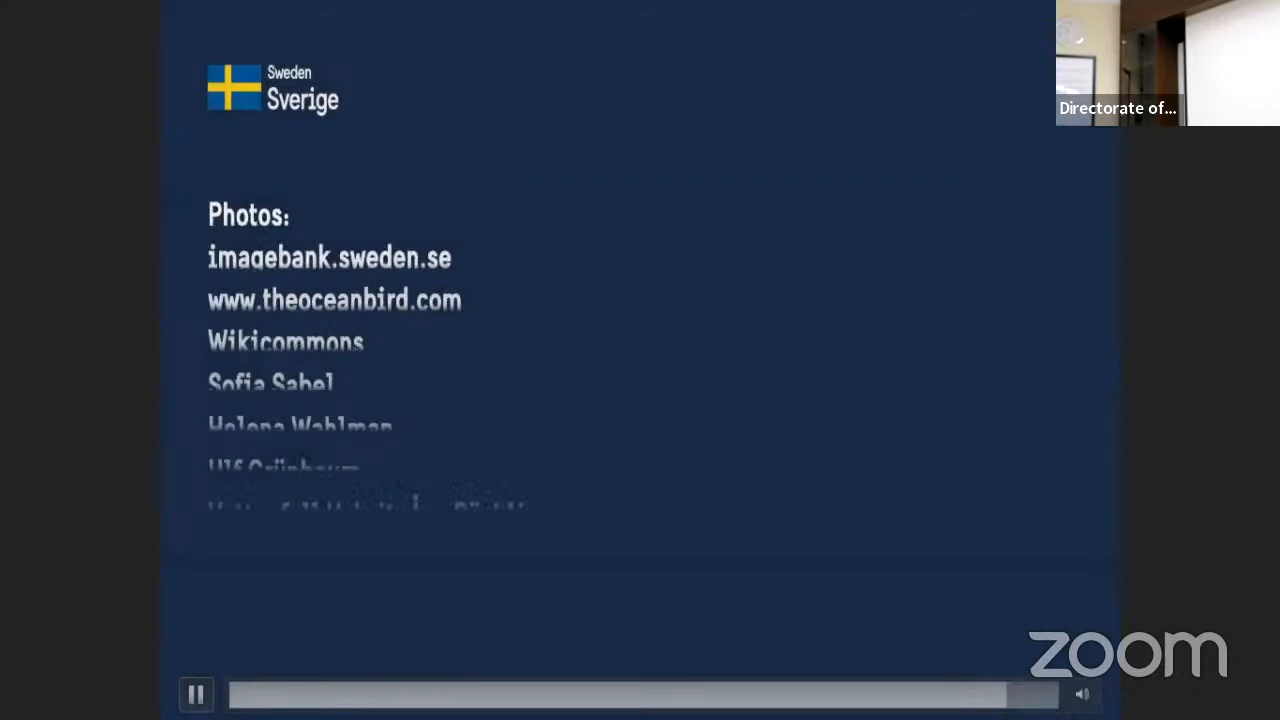 Sweden
Sverige
Directorate of...
Photos:
imagebank.sweden.se
www.theoceanbird.com
Wikicommons
Sofia Sabel
Helena Wahlman
zoom